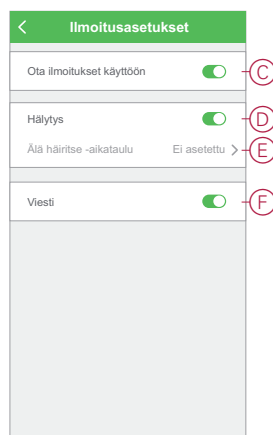 Ilmoitusasetukset
Ota ilmoitukset käyttöön C
Hälytys D
Älä häiritse -aikataulu Ei asetettu E
Viesti F